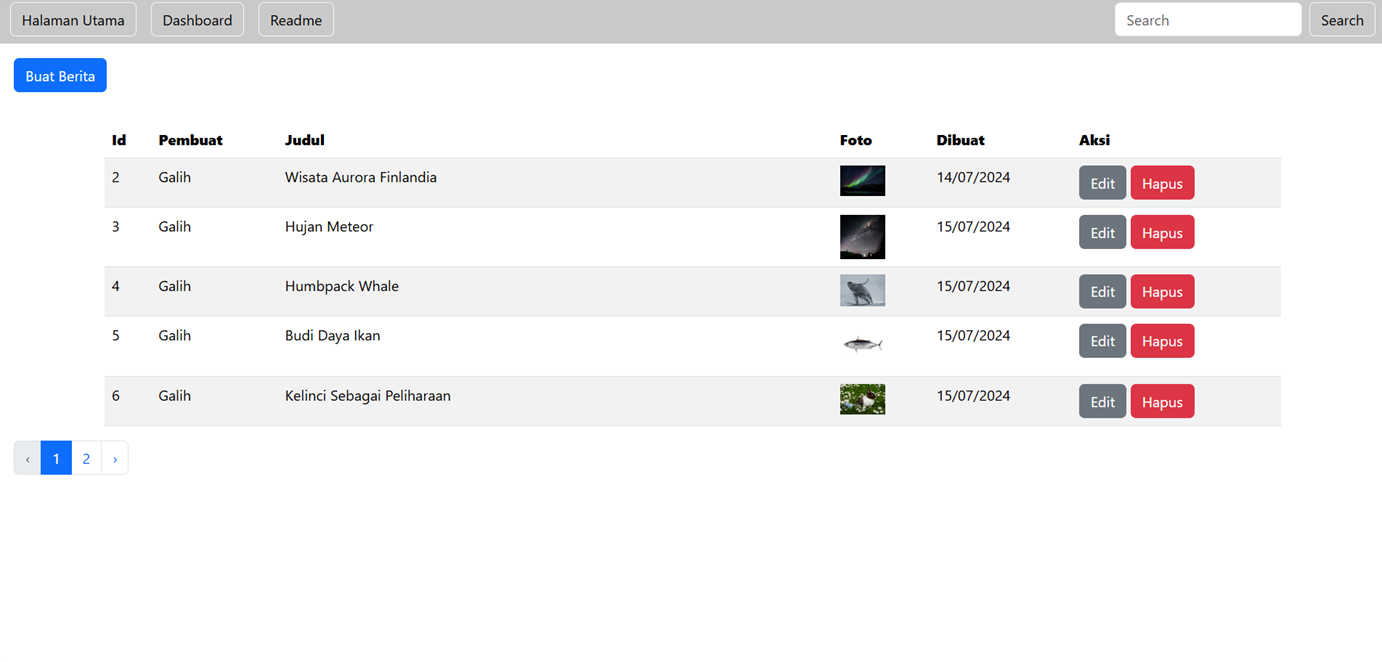 Halaman Utama Dashboard Readme Search Search
Buat Berita
Id Pembuat Judul Foto Dibuat Aksi
2 Galih Wisata Aurora Finlandia 14/07/2024 Edit Hapus
3 Galih Hujan Meteor 15/07/2024 Edit Hapus
4 Galih Humbpack Whale 15/07/2024 Edit Hapus
5 Galih Budi Daya Ikan 15/07/2024 Edit Hapus
6 Galih Kelinci Sebagai Peliharaan 15/07/2024 Edit Hapus
‹ 1 2 ›